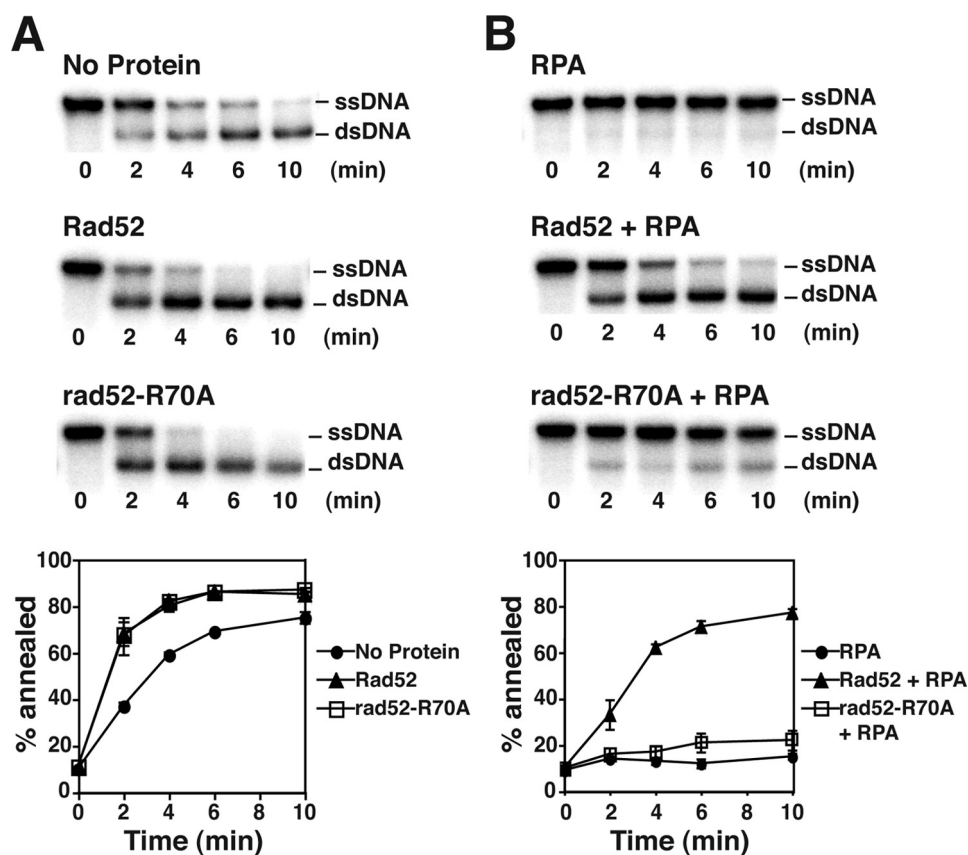 A
No Protein
ssDNA
dsDNA
0 2 4 6 10 (min)
Rad52
ssDNA
dsDNA
0 2 4 6 10 (min)
rad52-R70A
ssDNA
dsDNA
0 2 4 6 10 (min)
100
80
60
40
20
0
% annealed
0 2 4 6 8 10
Time (min)
No Protein
Rad52
rad52-R70A
B
RPA
ssDNA
dsDNA
0 2 4 6 10 (min)
Rad52 + RPA
ssDNA
dsDNA
0 2 4 6 10 (min)
rad52-R70A + RPA
ssDNA
dsDNA
0 2 4 6 10 (min)
100
80
60
40
20
0
% annealed
0 2 4 6 8 10
Time (min)
RPA
Rad52 + RPA
rad52-R70A
+ RPA